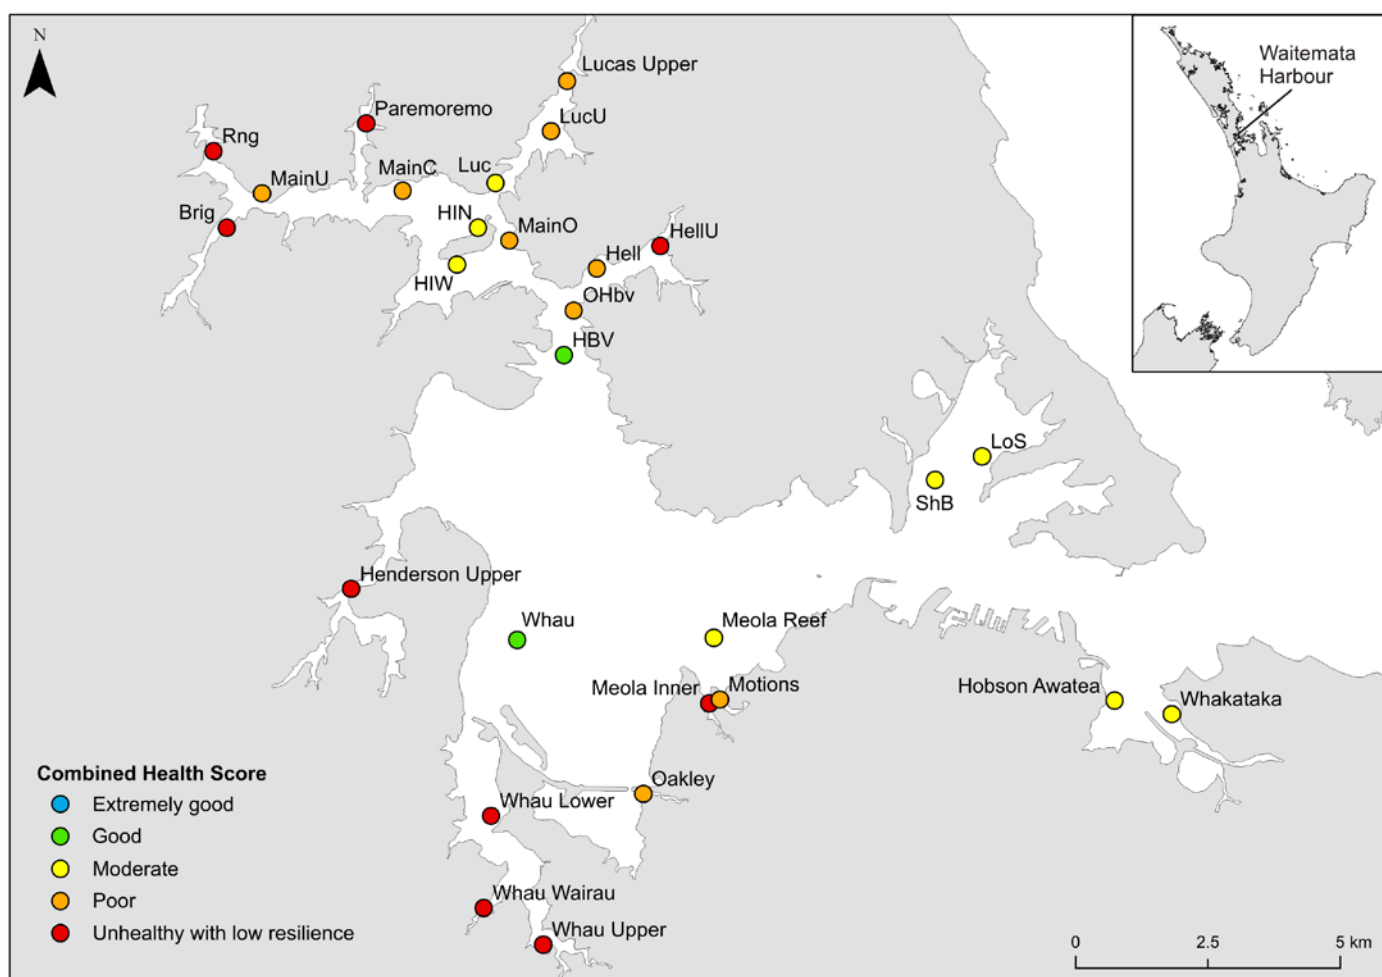 N
Waitemata
Harbour
Lucas Upper
Paremoremo
LucU
Rng
MainU
MainC
Luc
Brig
HIN
MainO
HellU
Hell
HIW
OHbv
HBV
LoS
ShB
Henderson Upper
Whau
Meola Reef
Meola Inner
Motions
Hobson Awatea
Whakataka
Oakley
Whau Lower
Whau Wairau
Whau Upper
Combined Health Score
Extremely good
Good
Moderate
Poor
Unhealthy with low resilience
0 2.5 5 km